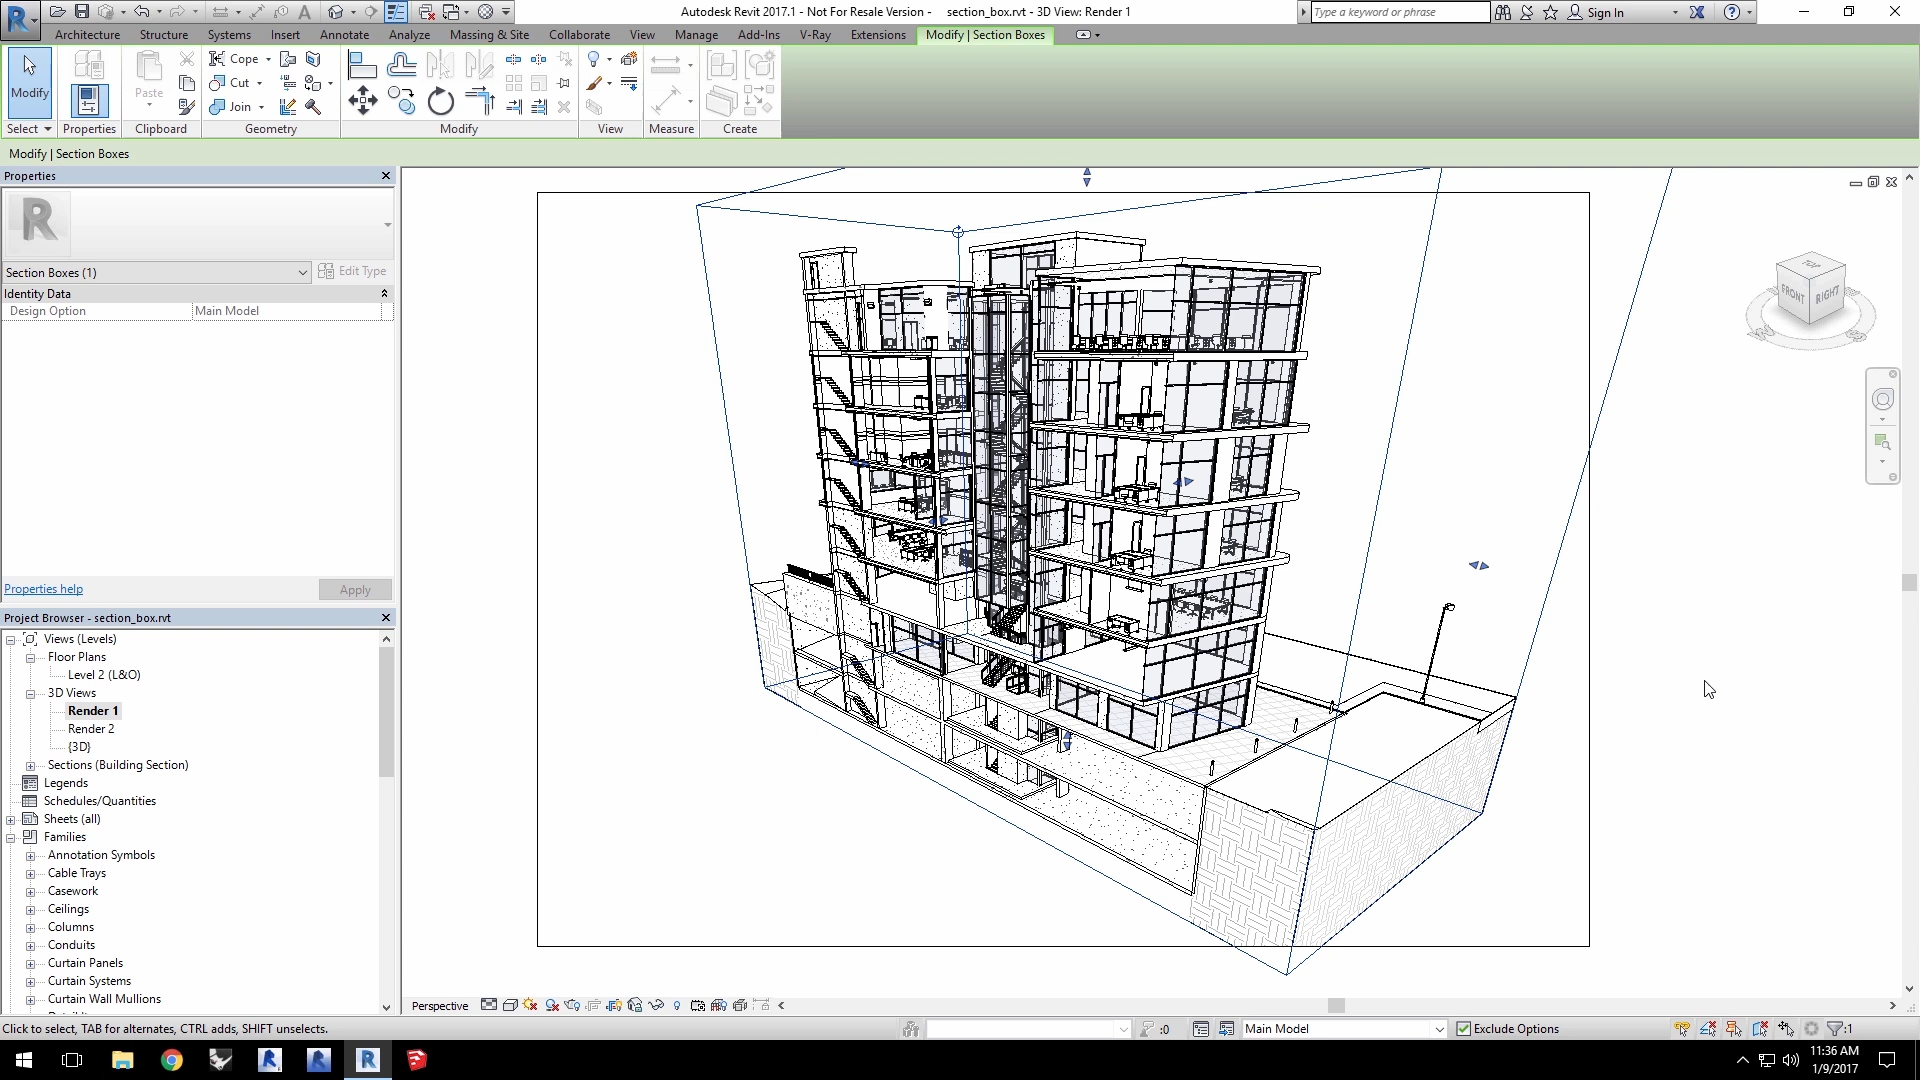 Autodesk Revit 2017.1 - Not For Resale Version - section_box.rvt - 3D View: Render 1
Type a keyword or phrase
Sign In
Architecture Structure Systems Insert Annotate Analyze Massing & Site Collaborate View Manage Add-Ins V-Ray Extensions Modify | Section Boxes
Modify
Paste
Cope
Cut
Join
Select Properties Clipboard Geometry Modify View Measure Create
Modify | Section Boxes
Properties
R
Section Boxes (1)
Edit Type
Identity Data
Design Option Main Model
Properties help
Apply
Project Browser - section_box.rvt
Views (Levels)
Floor Plans
Level 2 (L&O)
3D Views
Render 1
Render 2
{3D}
Sections (Building Section)
Legends
Schedules/Quantities
Sheets (all)
Families
Annotation Symbols
Cable Trays
Casework
Ceilings
Columns
Conduits
Curtain Panels
Curtain Systems
Curtain Wall Mullions
TOP
FRONT
RIGHT
Perspective
Click to select, TAB for alternates, CTRL adds, SHIFT unselects.
:0
Main Model
Exclude Options
:1
11:36 AM
1/9/2017